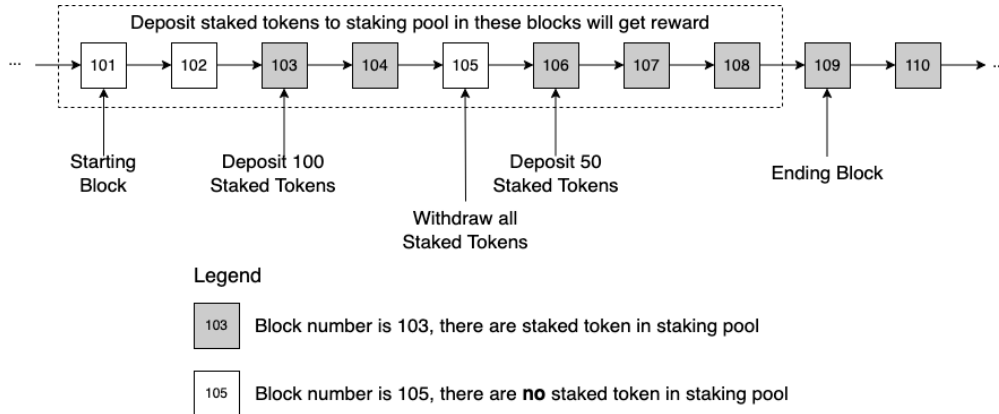 Deposit staked tokens to staking pool in these blocks will get reward
...
101
102
103
104
105
106
107
108
109
110
..
Starting
Block
Deposit 100
Staked Tokens
Withdraw all
Staked Tokens
Deposit 50
Staked Tokens
Ending Block
Legend
103
Block number is 103, there are staked token in staking pool
105
Block number is 105, there are no staked token in staking pool